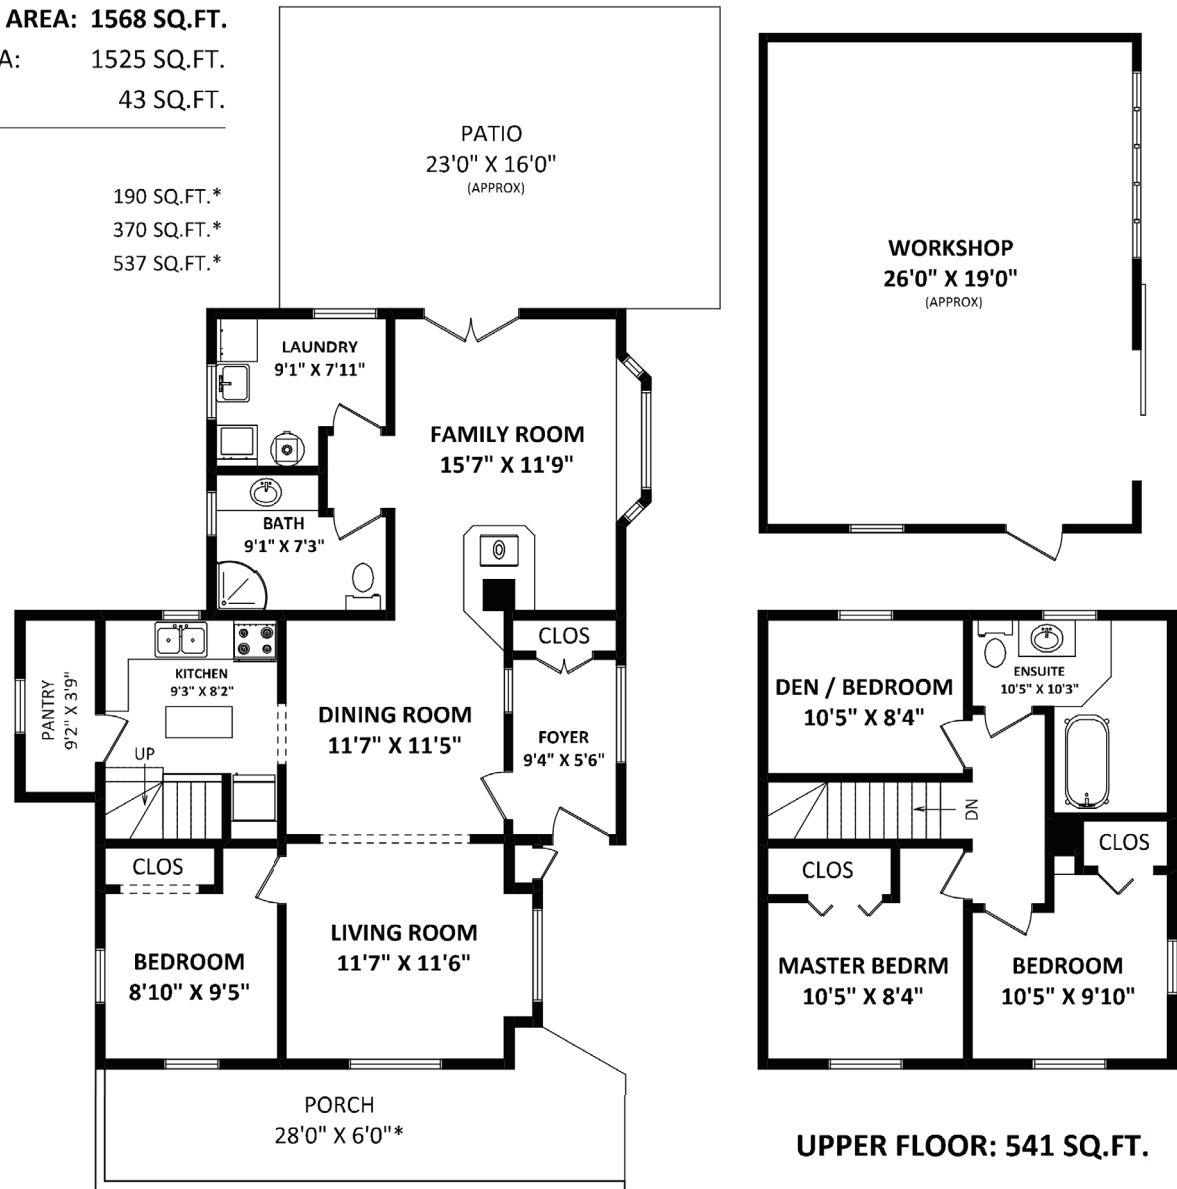 AREA: 1568 SQ.FT.
A: 1525 SQ.FT.
43 SQ.FT.
190 SQ.FT.*
370 SQ.FT.*
537 SQ.FT.*
PATIO
23'0" X 16'0"
(APPROX)
WORKSHOP
26'0" X 19'0"
(APPROX)
LAUNDRY
9'1" X 7'11"
FAMILY ROOM
15'7" X 11'9"
BATH
9'1" X 7'3"
CLOS
KITCHEN
9'3" X 8'2"
PANTRY
9'2" X 3'9"
UP
DINING ROOM
11'7" X 11'5"
FOYER
9'4" X 5'6"
CLOS
BEDROOM
8'10" X 9'5"
LIVING ROOM
11'7" X 11'6"
PORCH
28'0" X 6'0"*
DEN / BEDROOM
10'5" X 8'4"
ENSUITE
10'5" X 10'3"
DN
CLOS
CLOS
MASTER BEDRM
10'5" X 8'4"
BEDROOM
10'5" X 9'10"
UPPER FLOOR: 541 SQ.FT.